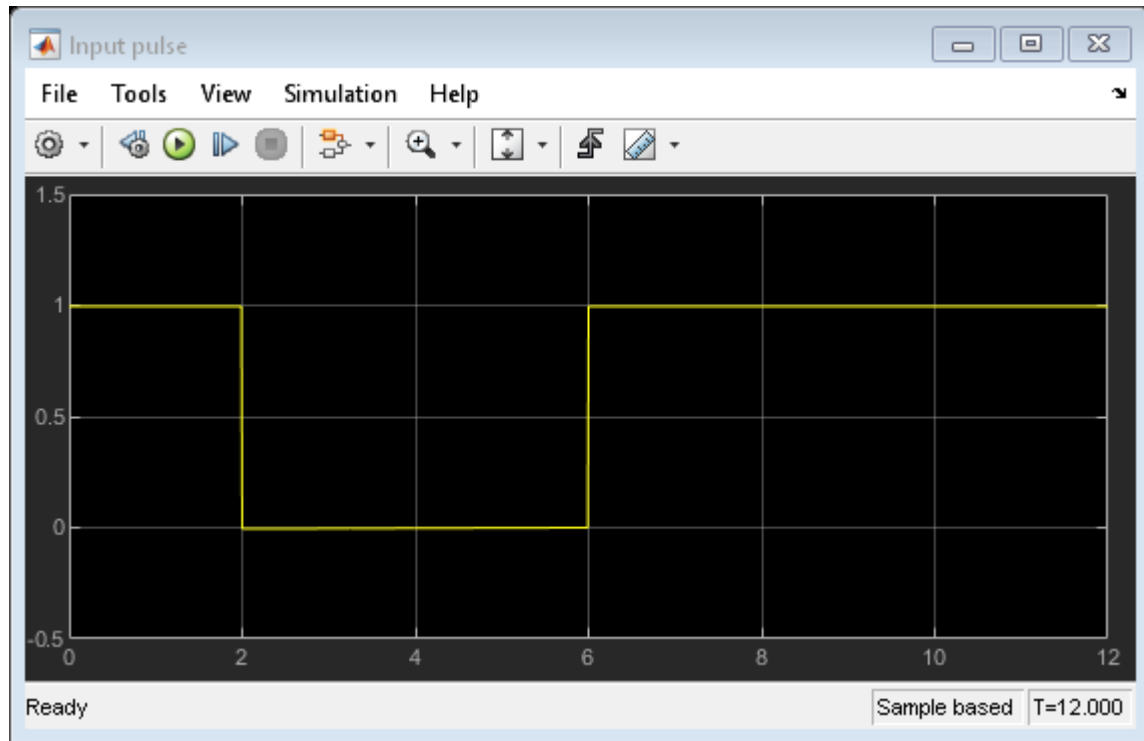 Input pulse
File Tools View Simulation Help
1.5
1
0.5
0
-0.5
0 2 4 6 8 10 12
Ready Sample based T=12.000